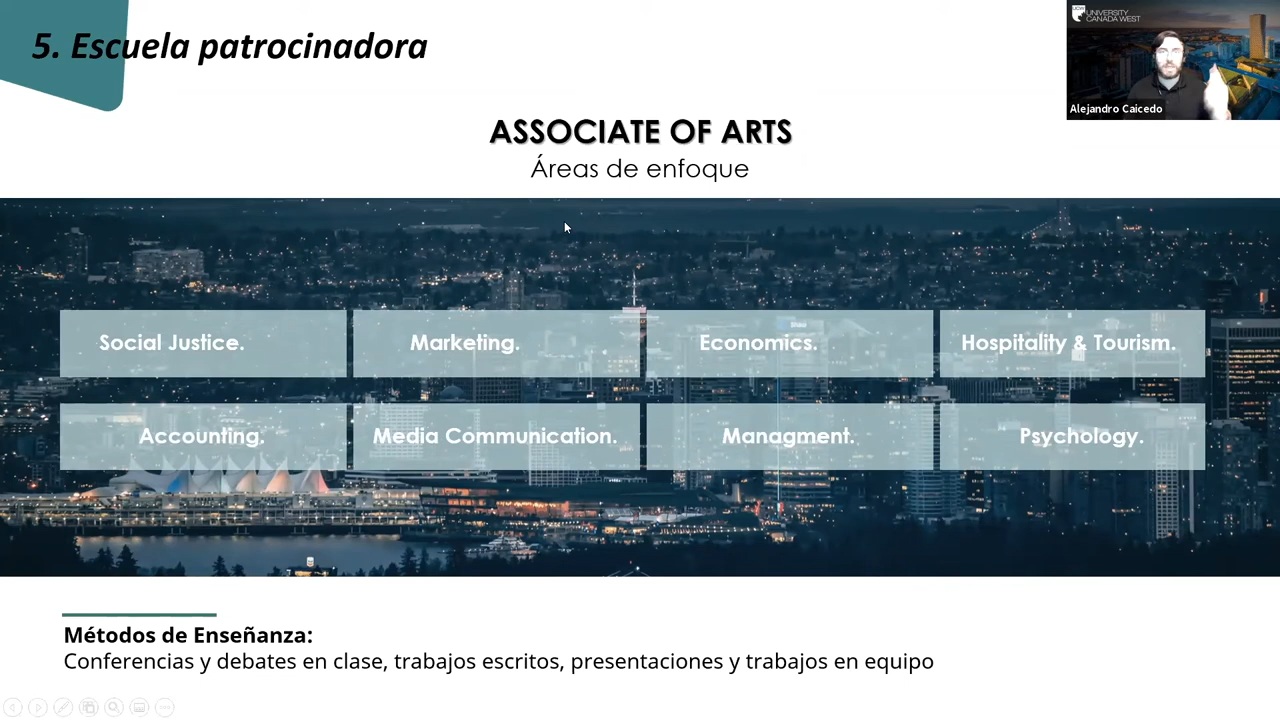 5. Escuela patrocinadora
UCW
UNIVERSITY
CANADA WEST
Alejandro Caicedo
ASSOCIATE OF ARTS
Áreas de enfoque
Social Justice.
Marketing.
Economics.
Hospitality & Tourism.
Accounting.
Media Communication.
Managment.
Psychology.
Métodos de Enseñanza:
Conferencias y debates en clase, trabajos escritos, presentaciones y trabajos en equipo